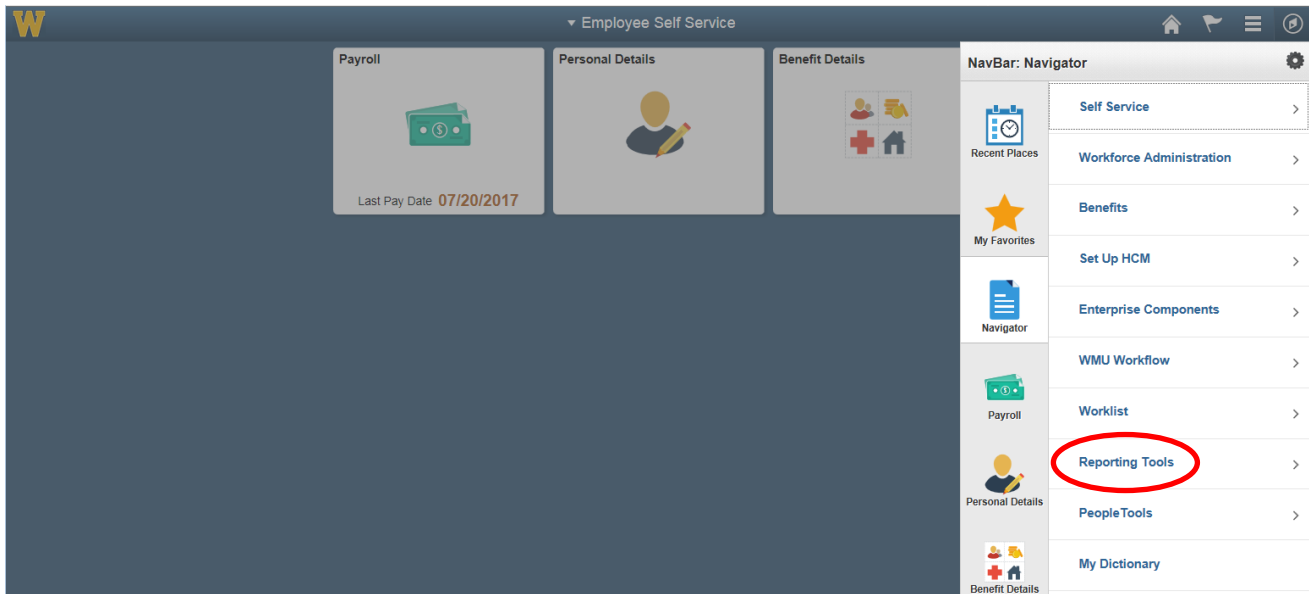 W
Employee Self Service
Payroll
Last Pay Date 07/20/2017
Personal Details
Benefit Details
NavBar: Navigator
Recent Places
My Favorites
Navigator
Payroll
Personal Details
Benefit Details
Self Service
Workforce Administration
Benefits
Set Up HCM
Enterprise Components
WMU Workflow
Worklist
Reporting Tools
PeopleTools
My Dictionary